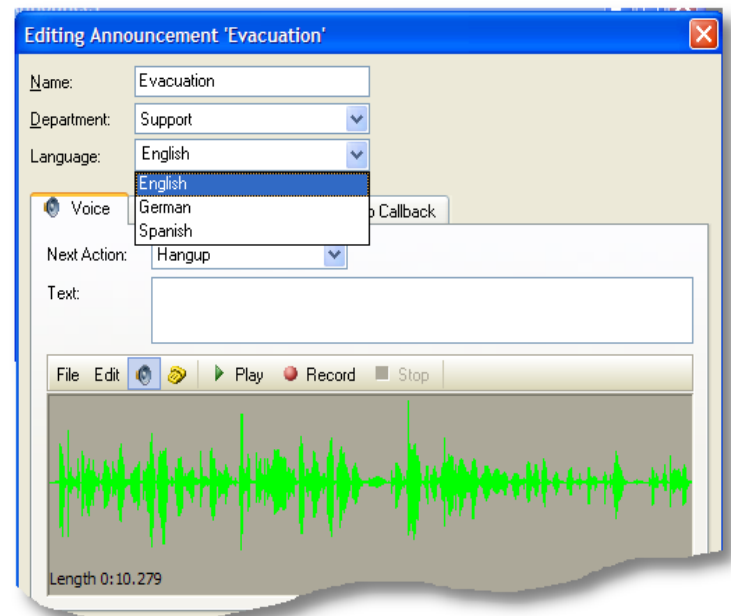 Editing Announcement 'Evacuation'
Name: Evacuation
Department: Support
Language: English
English
German
Spanish
Voice
Callback
Next Action: Hangup
Text:
File Edit Play Record Stop
Length 0:10.279